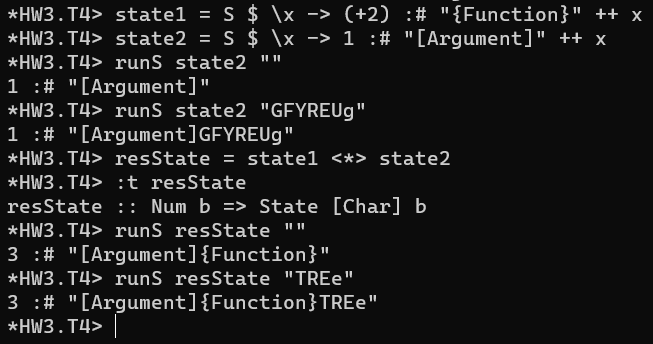 *HW3.T4> state1 = S $ \x -> (+2) :# "{Function}" ++ x
*HW3.T4> state2 = S $ \x -> 1 :# "[Argument]" ++ x
*HW3.T4> runS state2 ""
1 :# "[Argument]"
*HW3.T4> runS state2 "GFYREUg"
1 :# "[Argument]GFYREUg"
*HW3.T4> resState = state1 <*> state2
*HW3.T4> :t resState
resState :: Num b => State [Char] b
*HW3.T4> runS resState ""
3 :# "[Argument]{Function}"
*HW3.T4> runS resState "TREe"
3 :# "[Argument]{Function}TREe"
*HW3.T4>